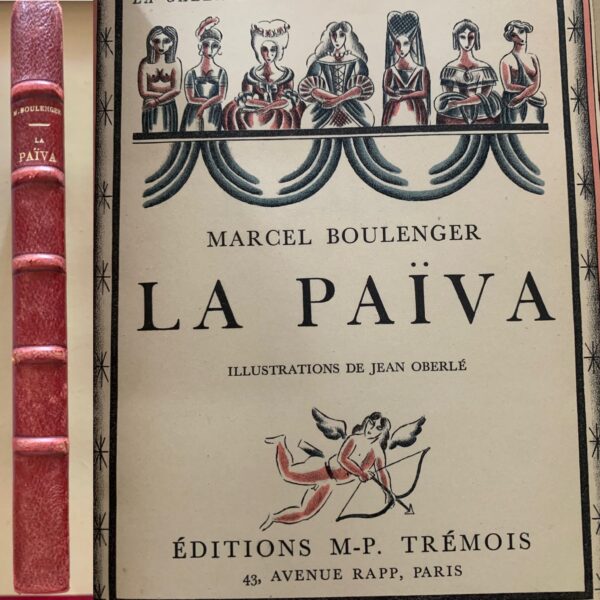 M. BOULENGER
LA
PAÏVA
MARCEL BOULENGER
LA PAÏVA
ILLUSTRATIONS DE JEAN OBERLÉ
ÉDITIONS M-P. TRÉMOIS
43, AVENUE RAPP, PARIS